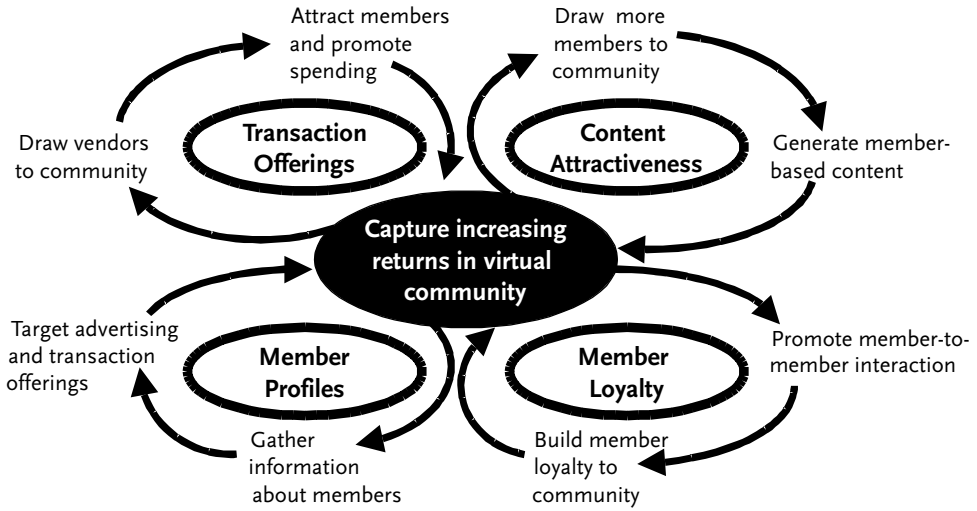 Attract members
and promote
spending
Draw more
members to
community
Transaction
Offerings
Content
Attractiveness
Draw vendors
to community
Generate member-
based content
Capture increasing
returns in virtual
community
Target advertising
and transaction
offerings
Member
Profiles
Member
Loyalty
Promote member-to-
member interaction
Gather
information
about members
Build member
loyalty to
community